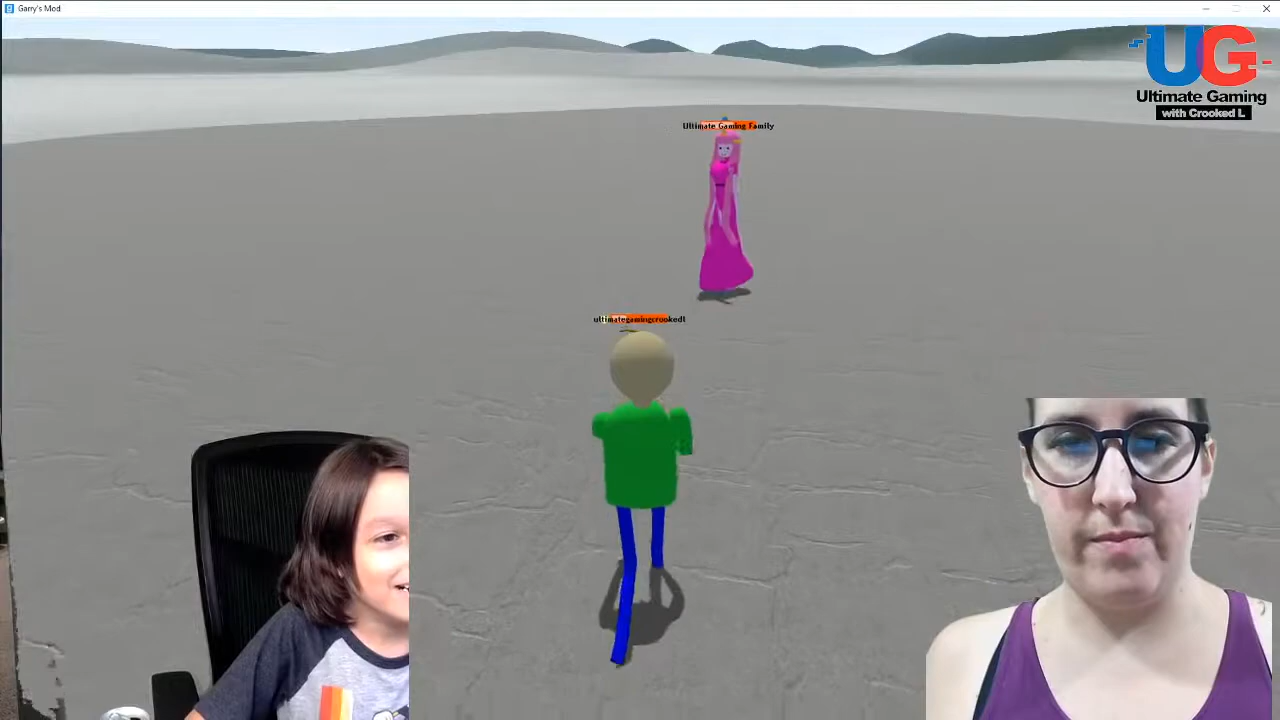 Garry's Mod
UG
Ultimate Gaming
with Crooked L
Ultimate Gaming Family
ultimategamingcrookedl